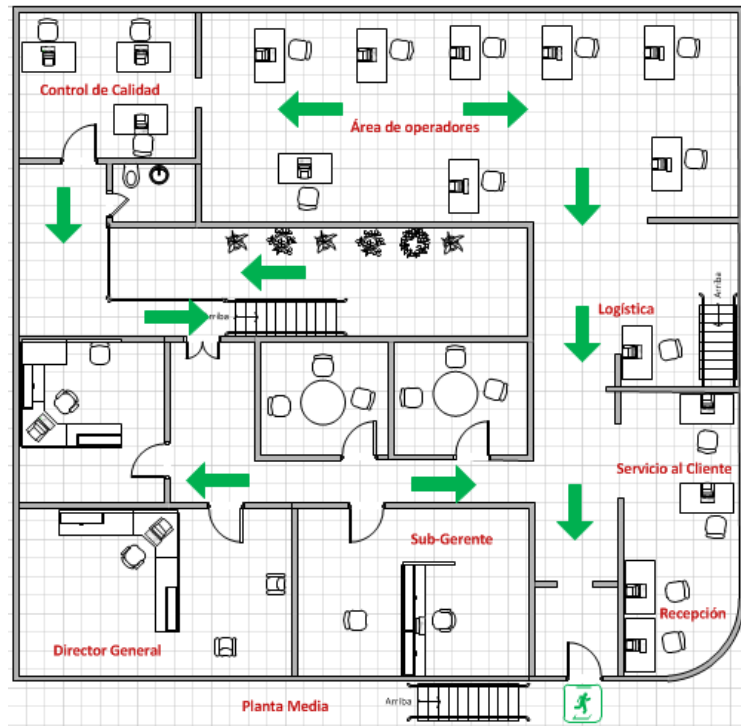 Control de Calidad
Área de operadores
Arriba
Logística
Arriba
Servicio al Cliente
Sub-Gerente
Recepción
Director General
Planta Media
Arriba